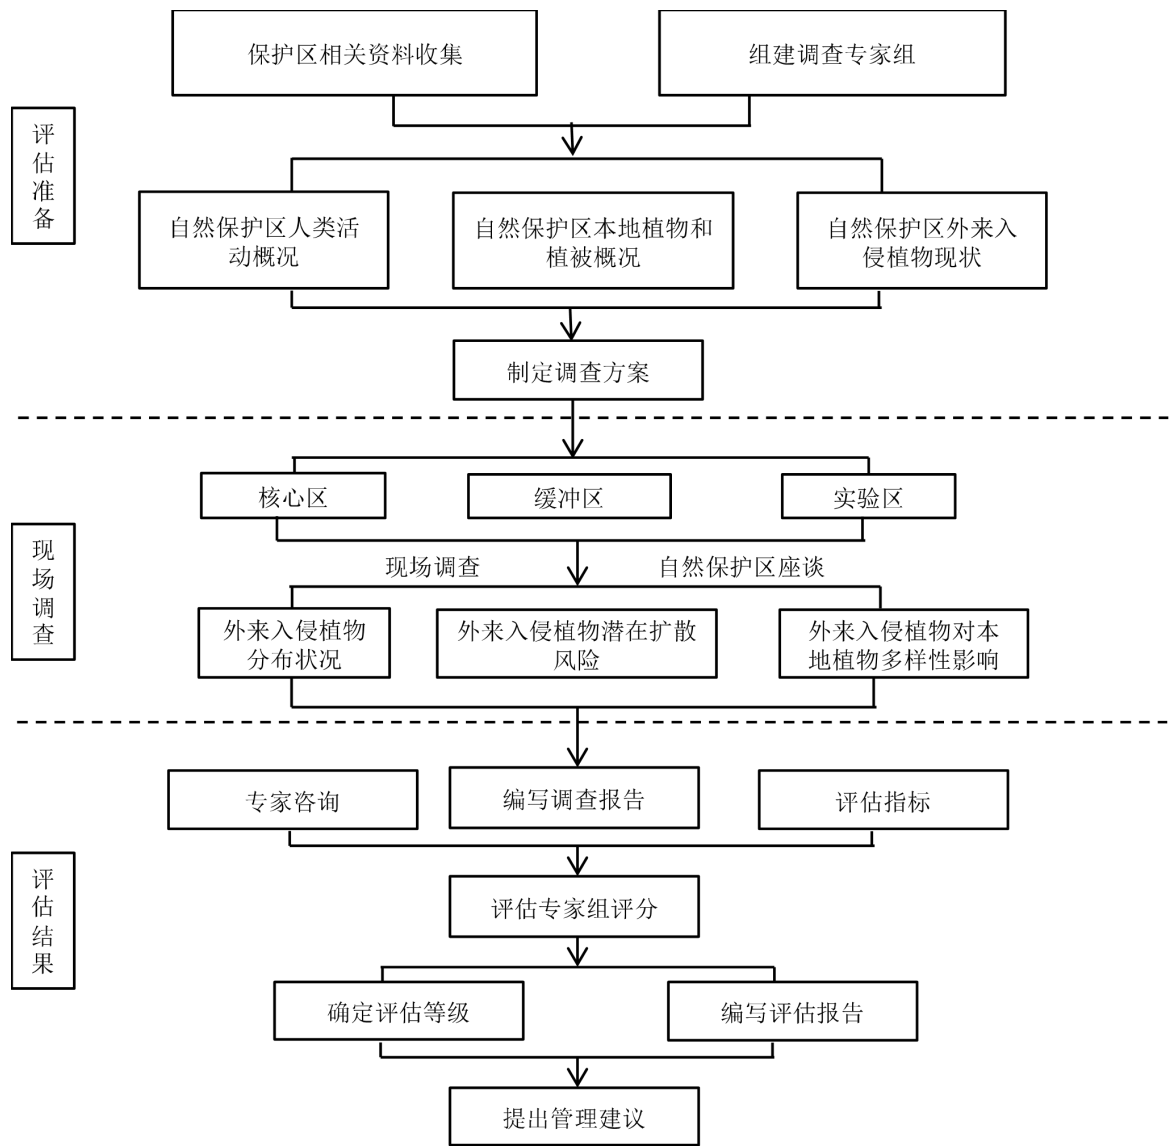 保护区相关资料收集
组建调查专家组
评估准备
自然保护区人类活
动概况
自然保护区本地植物和
植被概况
自然保护区外来入
侵植物现状
制定调查方案
核心区
缓冲区
实验区
现场调查
现场调查
自然保护区座谈
外来入侵植物
分布状况
外来入侵植物潜在扩散
风险
外来入侵植物对本
地植物多样性影响
专家咨询
编写调查报告
评估指标
评估结果
评估专家组评分
确定评估等级
编写评估报告
提出管理建议